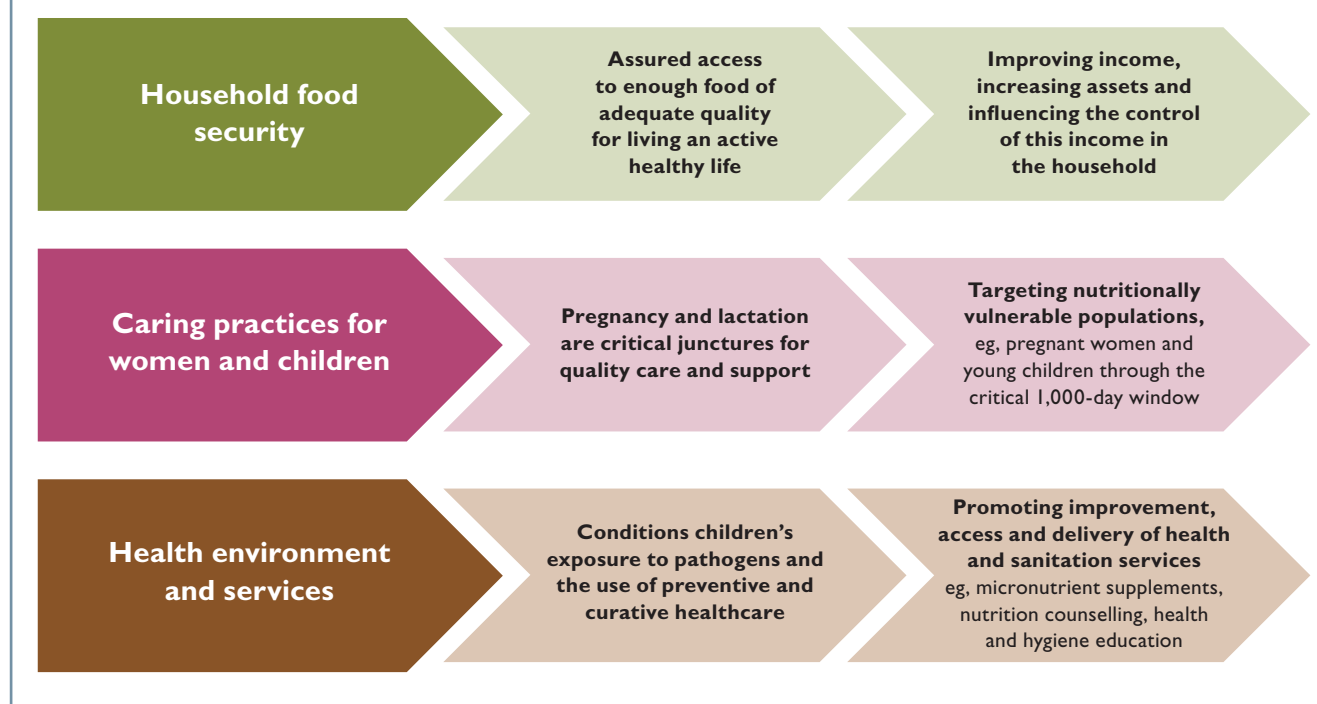 Household food
security
Assured access
to enough food of
adequate quality
for living an active
healthy life
Improving income,
increasing assets and
influencing the control
of this income in
the household
Caring practices for
women and children
Pregnancy and lactation
are critical junctures for
quality care and support
Targeting nutritionally
vulnerable populations,
eg, pregnant women and
young children through the
critical 1,000-day window
Health environment
and services
Conditions children’s
exposure to pathogens and
the use of preventive and
curative healthcare
Promoting improvement,
access and delivery of health
and sanitation services
eg, micronutrient supplements,
nutrition counselling, health
and hygiene education